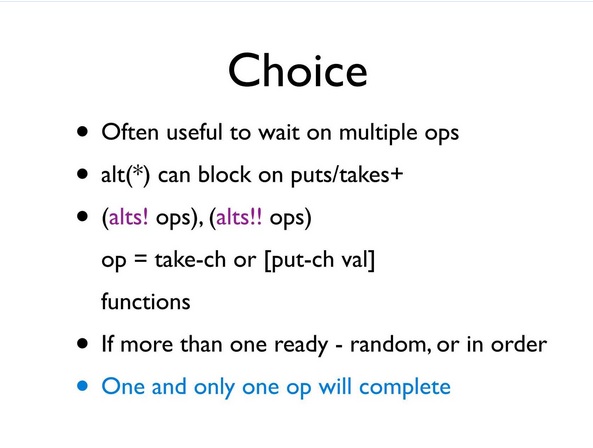 Choice
• Often useful to wait on multiple ops
• alt(*) can block on puts/takes+
• (alts! ops), (alts!! ops)
op = take-ch or [put-ch val]
functions
• If more than one ready - random, or in order
• One and only one op will complete